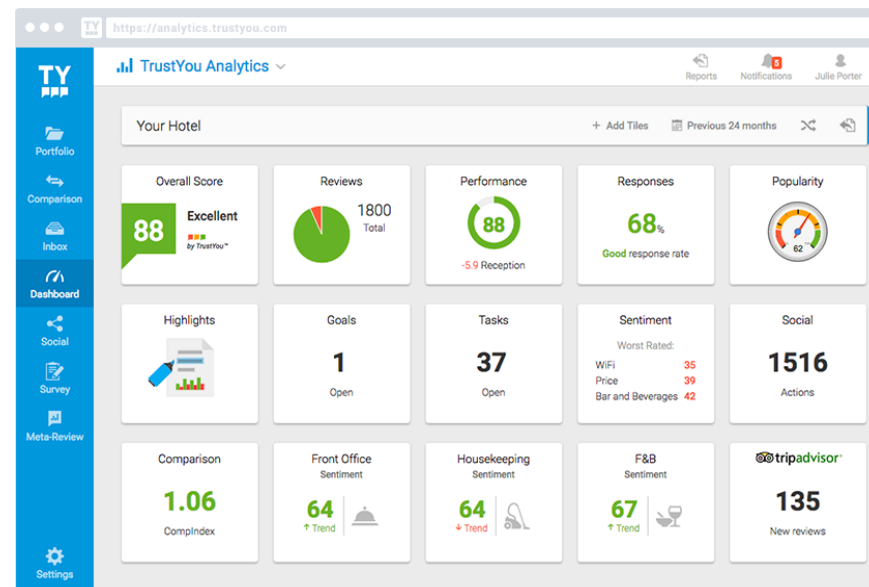 https://analytics.trustyou.com
TY
TY
TrustYou Analytics
Reports
5
Notifications
Julie Porter
Portfolio
Comparison
Inbox
Dashboard
Social
Survey
Meta-Review
Settings
Your Hotel
+ Add Tiles
Previous 24 months
Overall Score
88
Excellent
by TrustYou™
Reviews
1800
Total
Performance
88
-5.9 Reception
Responses
68%
Good response rate
Popularity
62
Highlights
Goals
1
Open
Tasks
37
Open
Sentiment
Worst Rated:
WiFi 35
Price 39
Bar and Beverages 42
Social
1516
Actions
Comparison
1.06
CompIndex
Front Office
Sentiment
64
↑ Trend
Housekeeping
Sentiment
64
↓ Trend
F&B
Sentiment
67
↑ Trend
tripadvisor®
135
New reviews